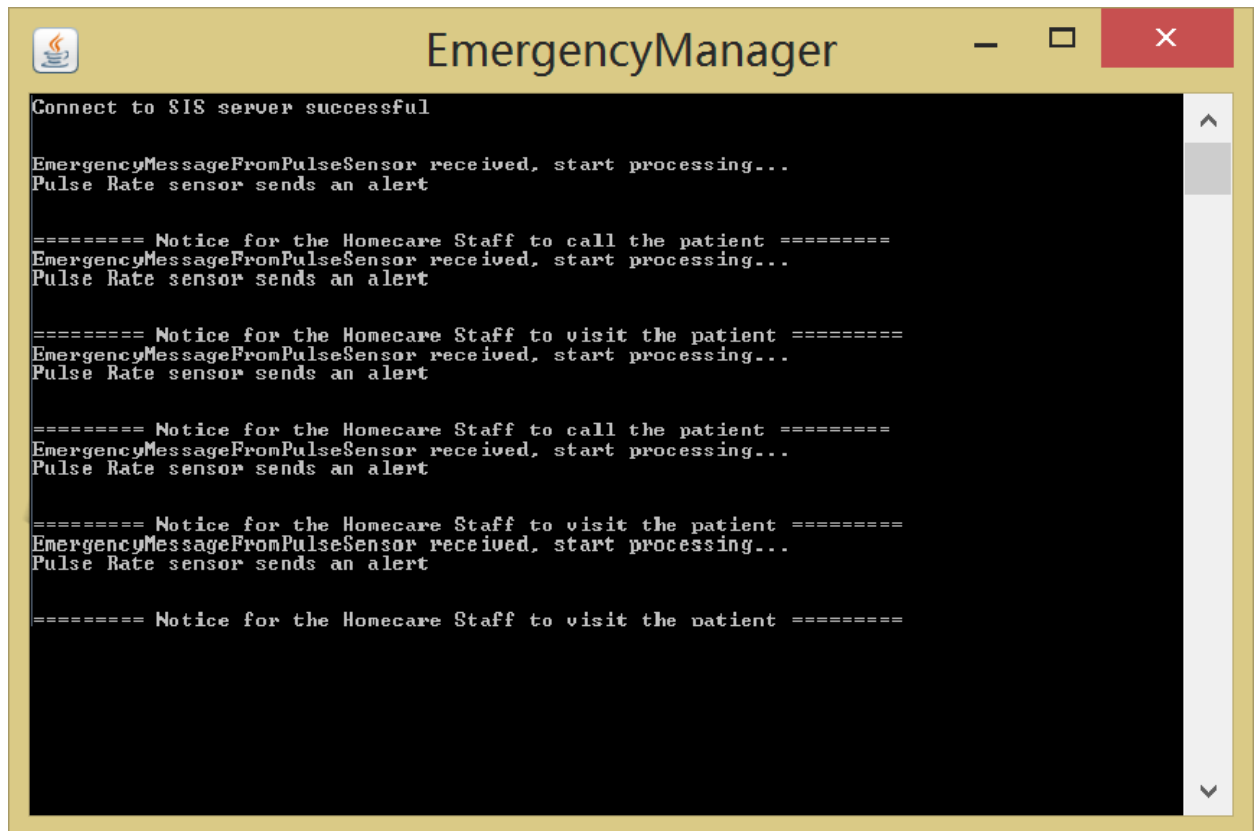 EmergencyManager
Connect to SIS server successful
EmergencyMessageFromPulseSensor received, start processing...
Pulse Rate sensor sends an alert
========= Notice for the Homecare Staff to call the patient =========
EmergencyMessageFromPulseSensor received, start processing...
Pulse Rate sensor sends an alert
========= Notice for the Homecare Staff to visit the patient =========
EmergencyMessageFromPulseSensor received, start processing...
Pulse Rate sensor sends an alert
========= Notice for the Homecare Staff to call the patient =========
EmergencyMessageFromPulseSensor received, start processing...
Pulse Rate sensor sends an alert
========= Notice for the Homecare Staff to visit the patient =========
EmergencyMessageFromPulseSensor received, start processing...
Pulse Rate sensor sends an alert
========= Notice for the Homecare Staff to visit the patient =========